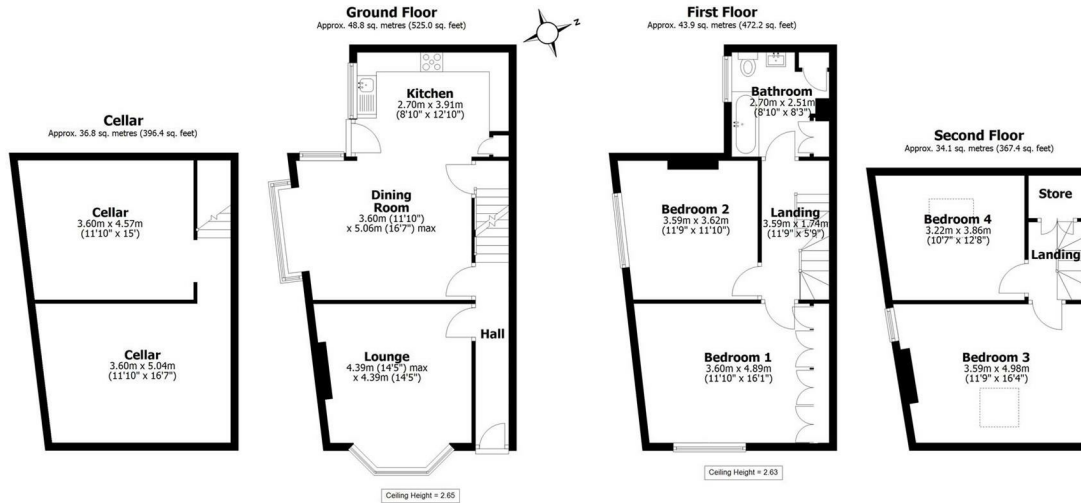 Cellar
Approx. 36.8 sq. metres (396.4 sq. feet)
Cellar
3.60m x 4.57m
(11'10" x 15')
Cellar
3.60m x 5.04m
(11'10" x 16'7")
Ground Floor
Approx. 48.8 sq. metres (525.0 sq. feet)
Z
Kitchen
2.70m x 3.91m
(8'10" x 12'10")
Dining
Room
3.60m (11'10")
x 5.06m (16'7") max
Lounge
4.39m (14'5") max
x 4.39m (14'5")
Hall
Ceiling Height = 2.65
First Floor
Approx. 43.9 sq. metres (472.2 sq. feet)
Bathroom
2.70m x 2.51m
(8'10" x 8'3")
Bedroom 2
3.59m x 3.62m
(11'9" x 11'10")
Landing
3.59m x 1.74m
(11'9" x 5'9")
Bedroom 1
3.60m x 4.89m
(11'10" x 16'1")
Ceiling Height = 2.63
Second Floor
Approx. 34.1 sq. metres (367.4 sq. feet)
Store
Bedroom 4
3.22m x 3.86m
(10'7" x 12'8")
Landing
Bedroom 3
3.59m x 4.98m
(11'9" x 16'4")